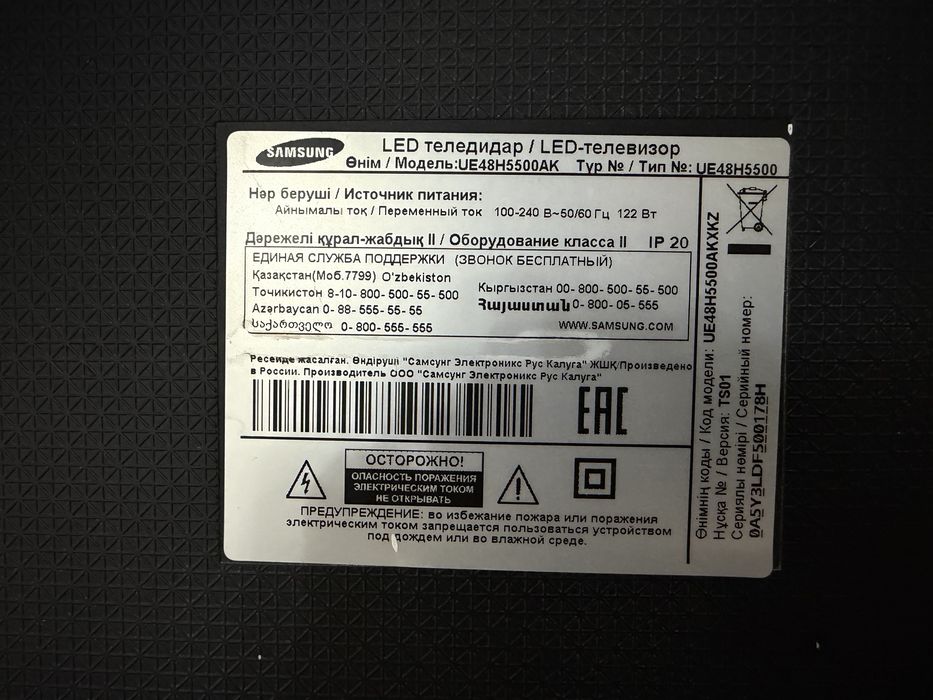 SAMSUNG
LED теледидар / LED-телевизор
Өнім / Модель:UE48H5500AK Түр № / Тип №: UE48H5500
Нәр беруші / Источник питания:
Айнымалы тоқ / Переменный ток 100-240 В~50/60 Гц 122 Вт
Дәрежелі құрал-жабдық II / Оборудование класса II IP 20
ЕДИНАЯ СЛУЖБА ПОДДЕРЖКИ (ЗВОНОК БЕСПЛАТНЫЙ)
Қазақстан(Моб.7799) O'zbekiston
Точикистон 8-10-800-500-55-500
Кыргызстан 00-800-500-55-500
Azərbaycan 0-88-555-55-55
Հայաստան 0-800-05-555
საქართველო 0-800-555-555
WWW.SAMSUNG.COM
Ресейде жасалған. Өндіруші "Самсунг Электроникс Рус Калуга" ЖШҚ/Произведено
в России. Производитель ООО "Самсунг Электроникс Рус Калуга"
EAC
ОСТОРОЖНО!
ОПАСНОСТЬ ПОРАЖЕНИЯ
ЭЛЕКТРИЧЕСКИМ ТОКОМ
НЕ ОТКРЫВАТЬ
ПРЕДУПРЕЖДЕНИЕ: во избежание пожара или поражения
электрическим током запрещается пользоваться устройством
под дождем или во влажной среде.
Өнімнің коды / Код модели: UE48H5500AKXKZ
Нұсқа № / Версия: TS01
Сериялы нөмірі / Серийный номер:
0A5Y3LDF500178H